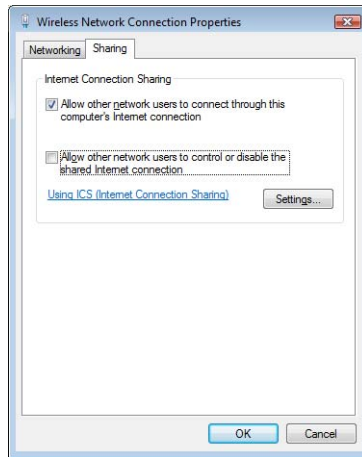 Wireless Network Connection Properties
Networking Sharing
Internet Connection Sharing
Allow other network users to connect through this
computer's Internet connection
Allow other network users to control or disable the
shared Internet connection
Using ICS (Internet Connection Sharing)
Settings...
OK Cancel